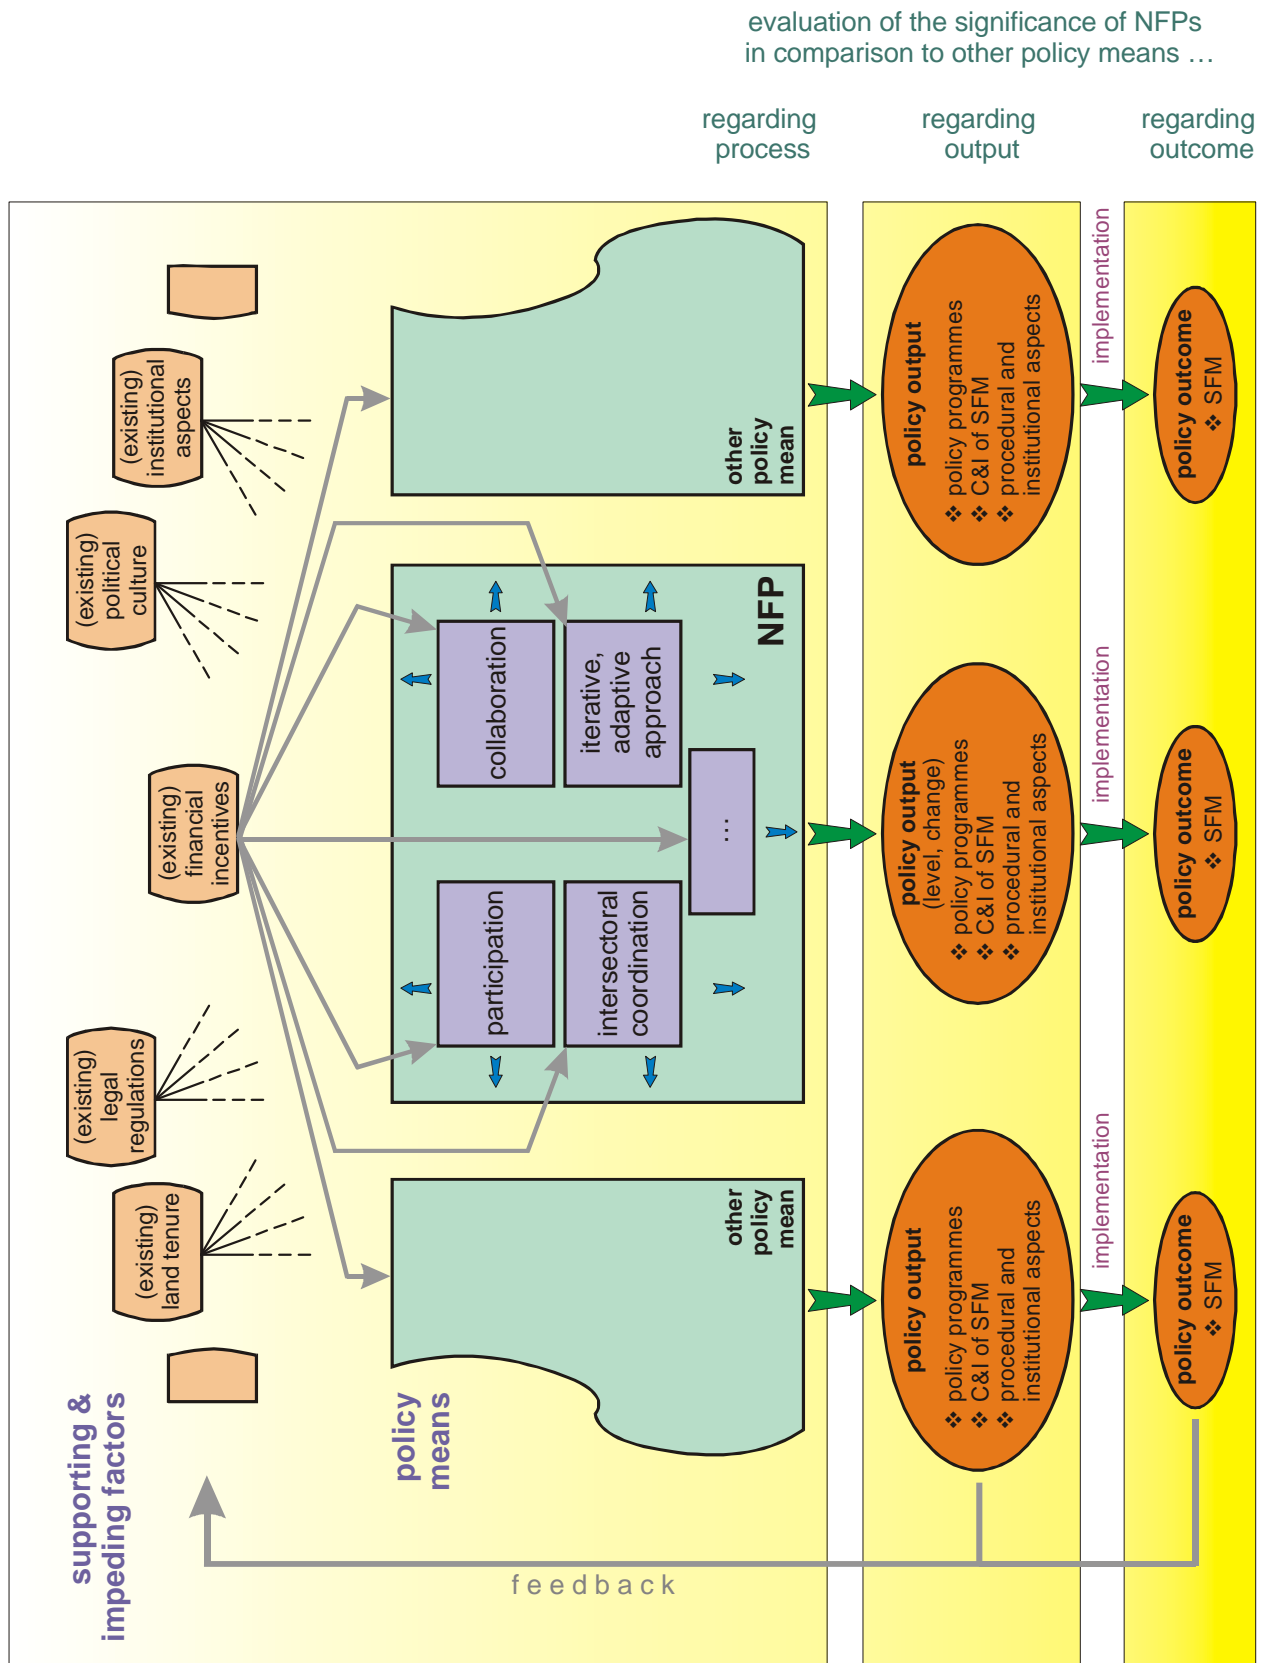 evaluation of the significance of NFPs
in comparison to other policy means …
regarding
process
regarding
output
regarding
outcome
supporting &
impeding factors
(existing)
land tenure
(existing)
legal
regulations
(existing)
financial
incentives
(existing)
political
culture
(existing)
institutional
aspects
policy
means
other
policy
mean
participation
intersectoral
coordination
collaboration
iterative,
adaptive
approach
…
NFP
other
policy
mean
policy output
❖ policy programmes
❖ C&I of SFM
❖ procedural and
institutional aspects
policy output
(level, change)
❖ policy programmes
❖ C&I of SFM
❖ procedural and
institutional aspects
policy output
❖ policy programmes
❖ C&I of SFM
❖ procedural and
institutional aspects
implementation
implementation
implementation
policy outcome
❖ SFM
policy outcome
❖ SFM
policy outcome
❖ SFM
feedback